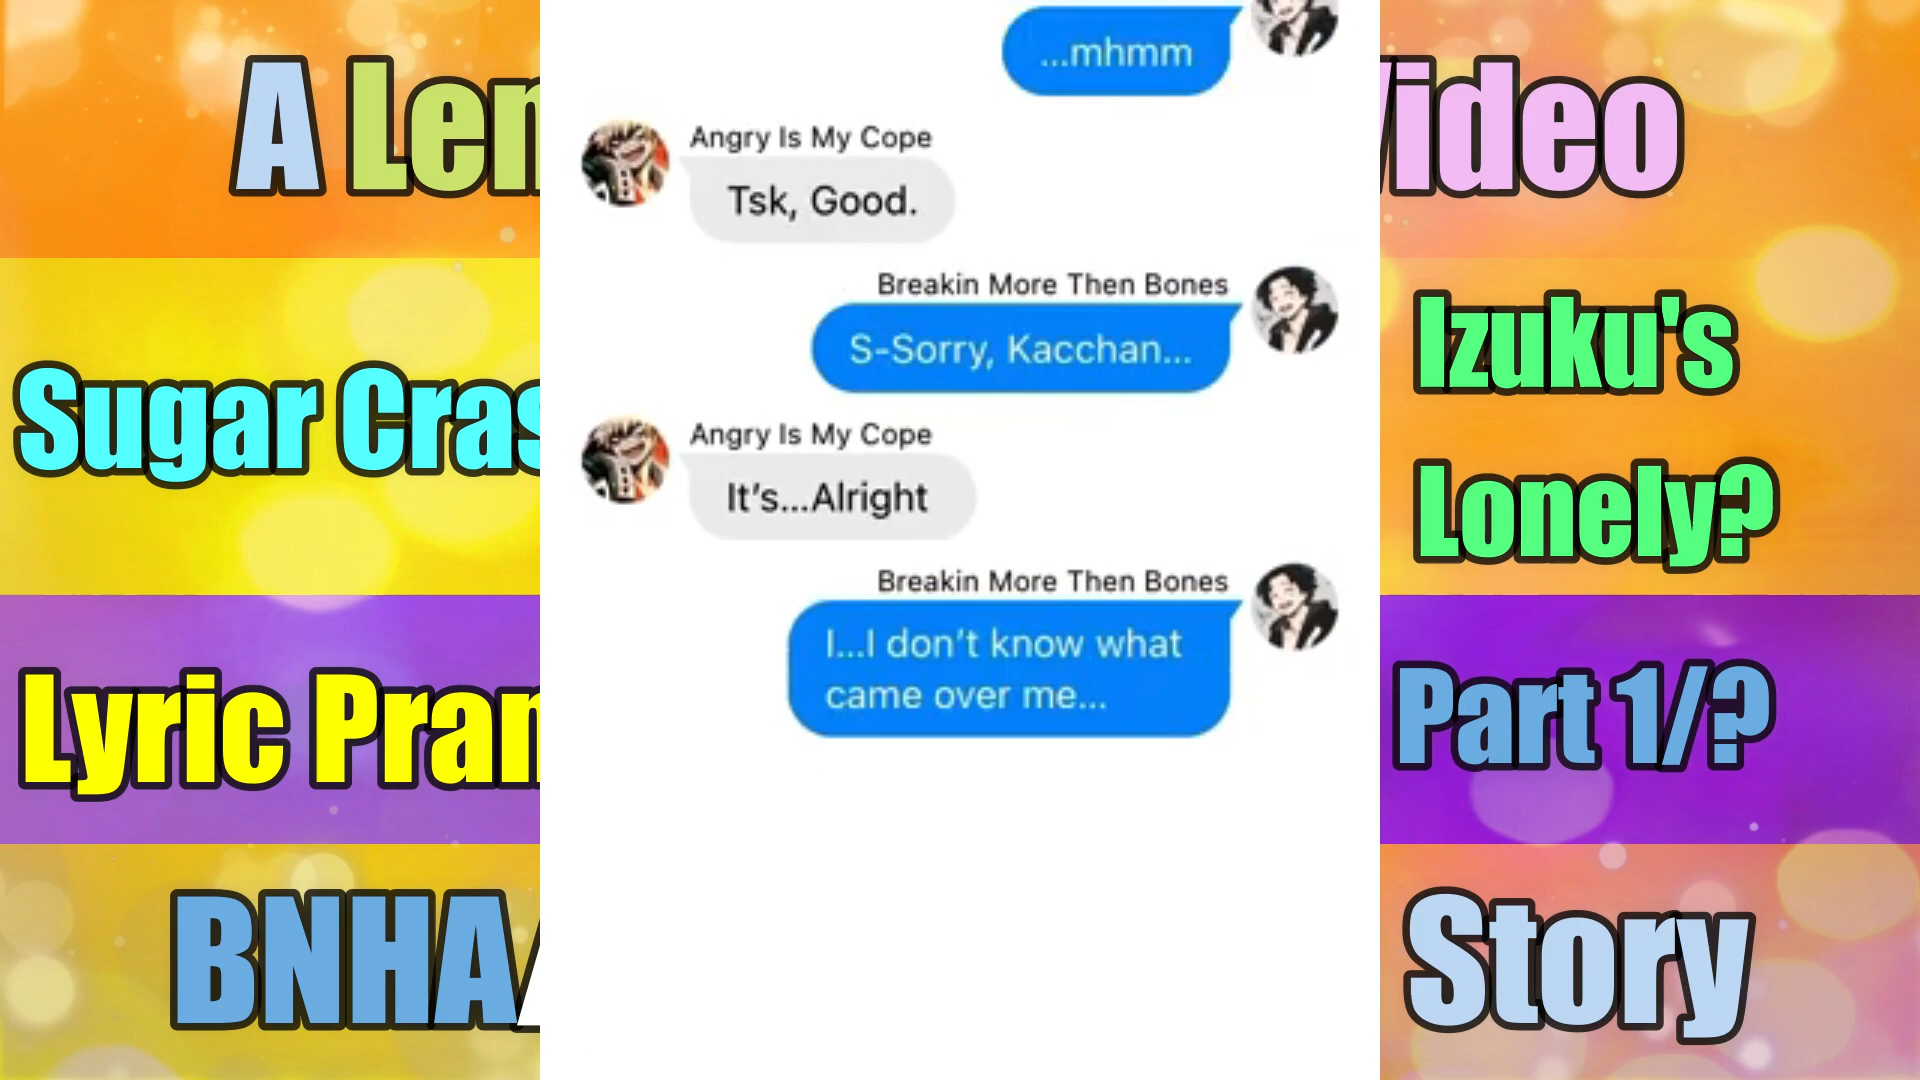 A Len
Video
Sugar Cras
Izuku's
Lonely?
Lyric Pran
Part 1/?
BNHA
Story
...mhmm
Angry Is My Cope
Tsk, Good.
Breakin More Then Bones
S-Sorry, Kacchan...
Angry Is My Cope
It's...Alright
Breakin More Then Bones
I...I don't know what
came over me...